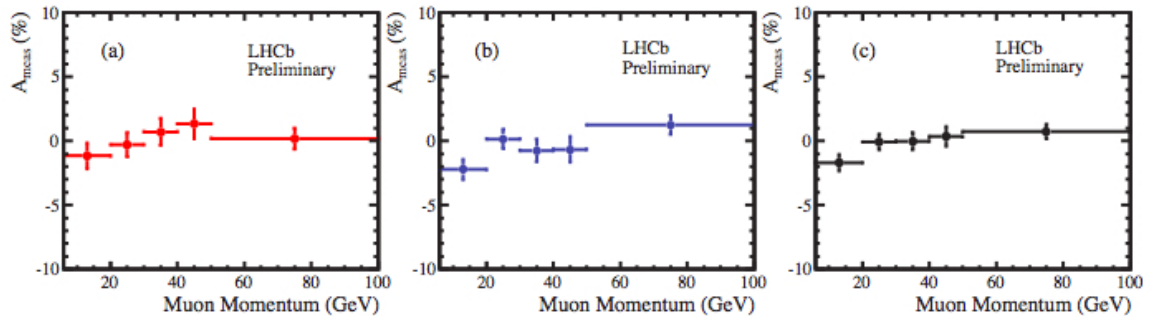 A_meas (%)
10
5
0
-5
-10
(a)
LHCb
Preliminary
20 40 60 80 100
Muon Momentum (GeV)
A_meas (%)
10
5
0
-5
-10
(b)
LHCb
Preliminary
20 40 60 80 100
Muon Momentum (GeV)
A_meas (%)
10
5
0
-5
-10
(c)
LHCb
Preliminary
20 40 60 80 100
Muon Momentum (GeV)